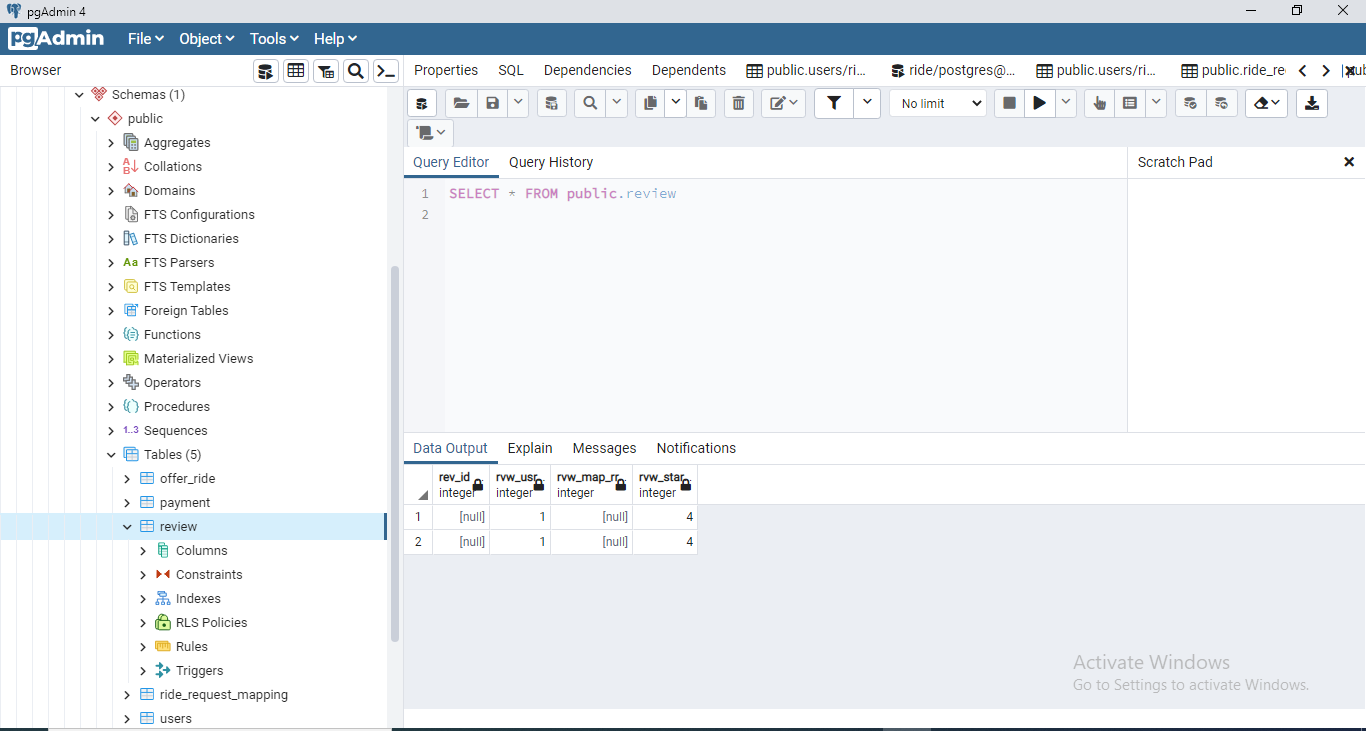 pgAdmin 4
pgAdmin File Object Tools Help
Browser
Properties SQL Dependencies Dependents public.users/ri... ride/postgres@... public.users/ri... public.ride_re
No limit
Schemas (1)
public
Aggregates
Collations
Domains
FTS Configurations
FTS Dictionaries
Aa FTS Parsers
FTS Templates
Foreign Tables
Functions
Materialized Views
Operators
Procedures
1..3 Sequences
Tables (5)
offer_ride
payment
review
Columns
Constraints
Indexes
RLS Policies
Rules
Triggers
ride_request_mapping
users
Query Editor Query History
Scratch Pad
1 SELECT * FROM public.review
2
Data Output Explain Messages Notifications
rev_id rvw_usr rvw_map_rr rvw_star
integer integer integer integer
1 [null] 1 [null] 4
2 [null] 1 [null] 4
Activate Windows
Go to Settings to activate Windows.